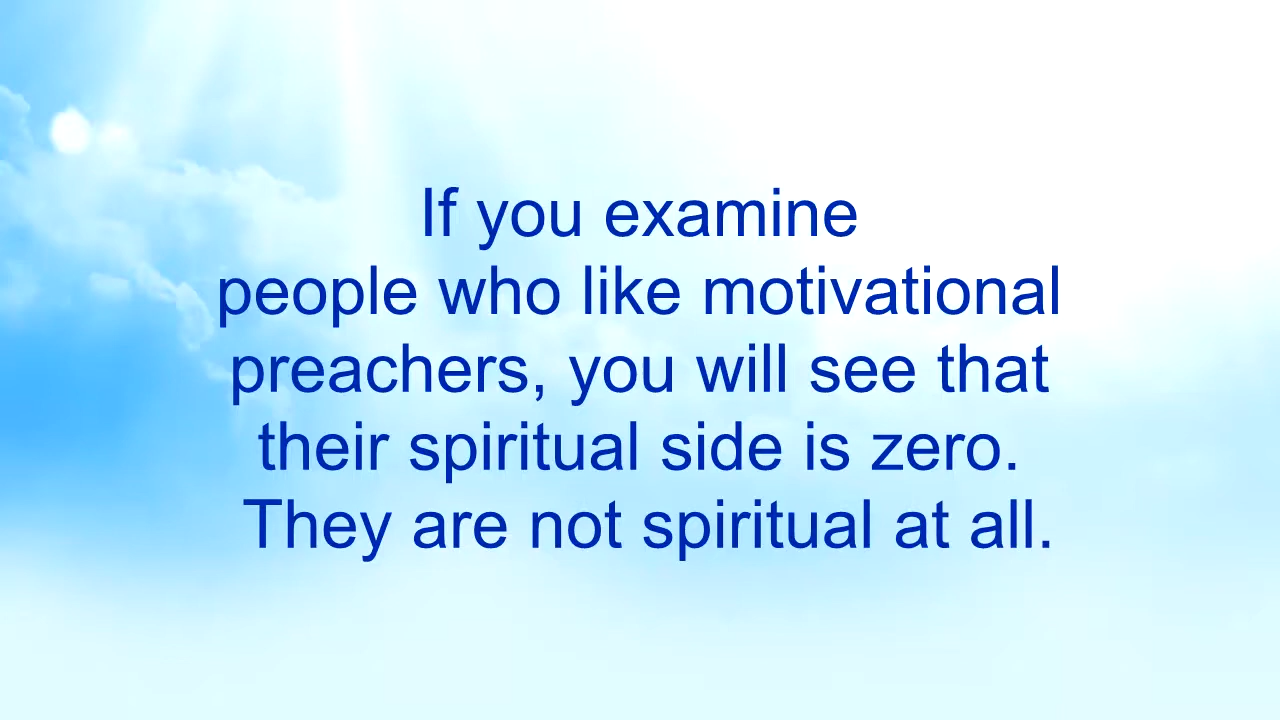 If you examine
people who like motivational
preachers, you will see that
their spiritual side is zero.
They are not spiritual at all.